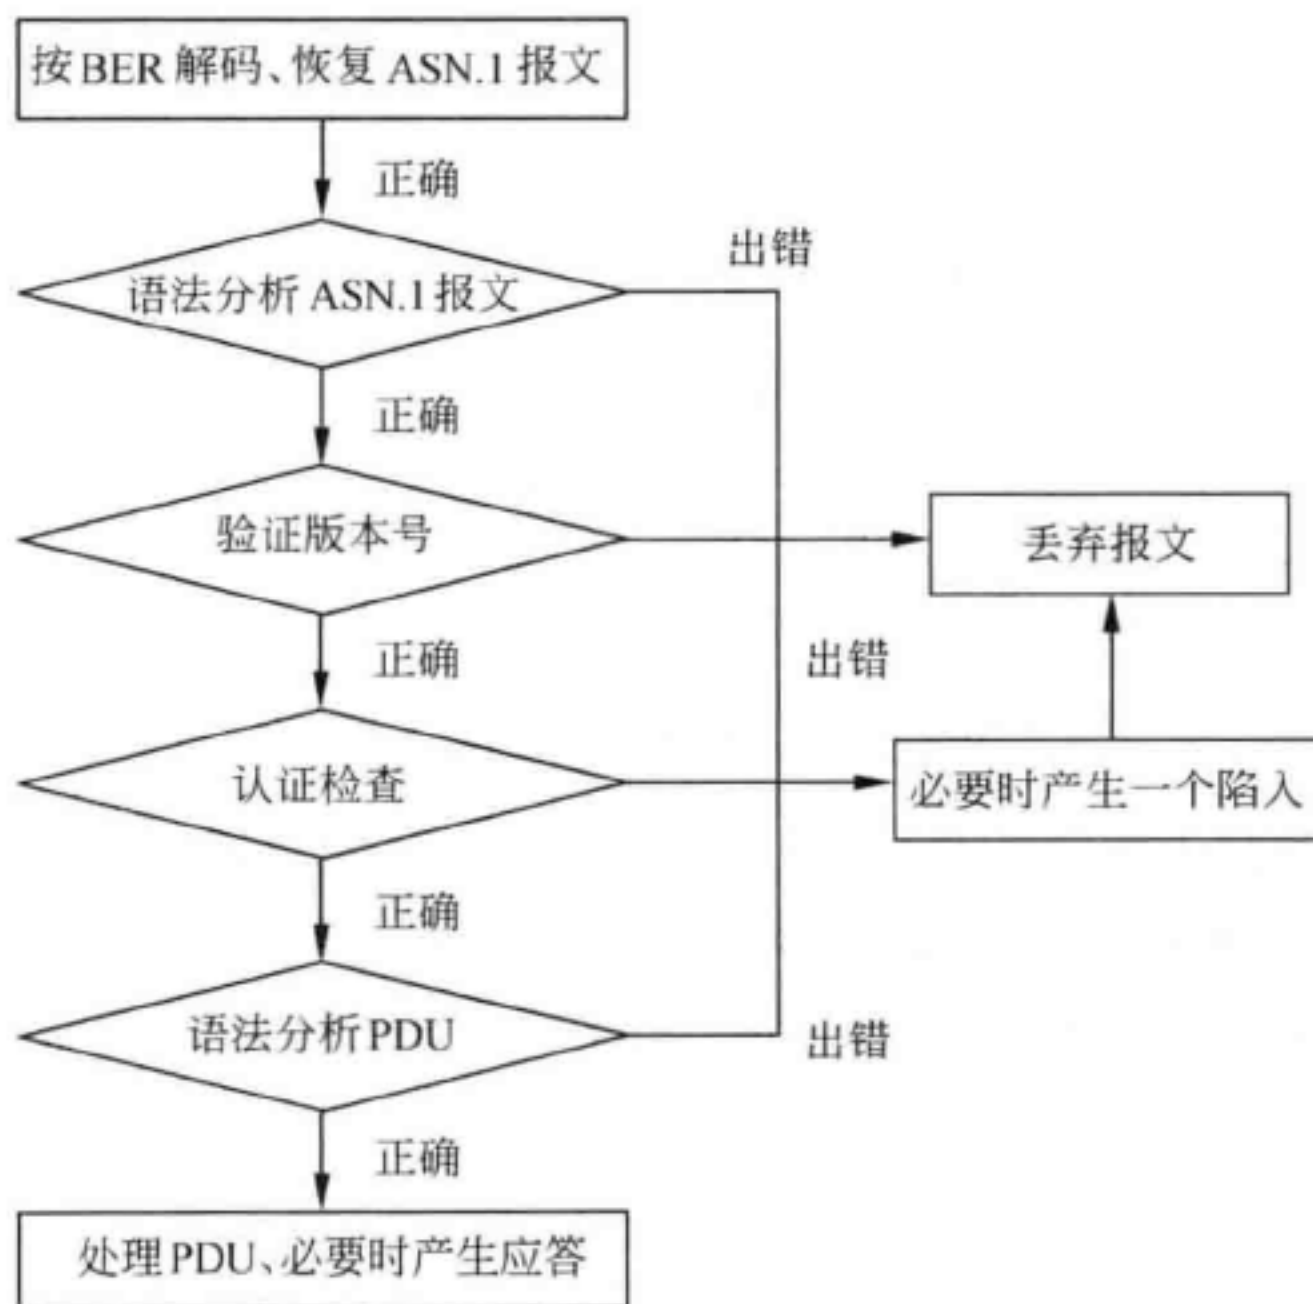 按BER解码、恢复ASN.1报文
正确
语法分析ASN.1报文
出错
正确
验证版本号
丢弃报文
正确
出错
认证检查
必要时产生一个陷入
正确
语法分析PDU
出错
正确
处理PDU、必要时产生应答